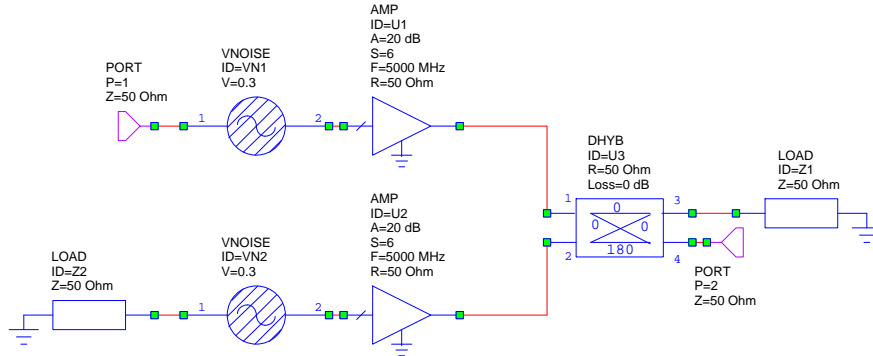 AMP
ID=U1
A=20 dB
S=6
F=5000 MHz
R=50 Ohm
VNOISE
ID=VN1
V=0.3
PORT
P=1
Z=50 Ohm
1
2
DHYB
ID=U3
R=50 Ohm
Loss=0 dB
LOAD
ID=Z1
Z=50 Ohm
1
3
0
0
0
180
2
4
PORT
P=2
Z=50 Ohm
AMP
ID=U2
A=20 dB
S=6
F=5000 MHz
R=50 Ohm
VNOISE
ID=VN2
V=0.3
LOAD
ID=Z2
Z=50 Ohm
1
2